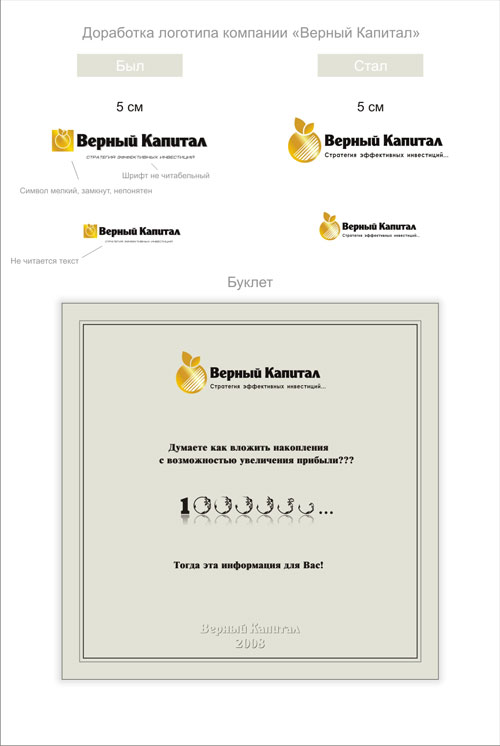 Доработка логотипа компании «Верный Капитал»
Был
Стал
5 см
5 см
Верный Капитал
СТРАТЕГИЯ ЭФФЕКТИВНЫХ ИНВЕСТИЦИЙ
Верный Капитал
Стратегия эффективных инвестиций...
Шрифт не читабельный
Символ мелкий, замкнут, непонятен
Верный Капитал
СТРАТЕГИЯ ЭФФЕКТИВНЫХ ИНВЕСТИЦИЙ
Верный Капитал
Стратегия эффективных инвестиций...
Не читается текст
Буклет
Верный Капитал
Стратегия эффективных инвестиций...
Думаете как вложить накопления
с возможностью увеличения прибыли???
1000000...
Тогда эта информация для Вас!
Верный Капитал
2008